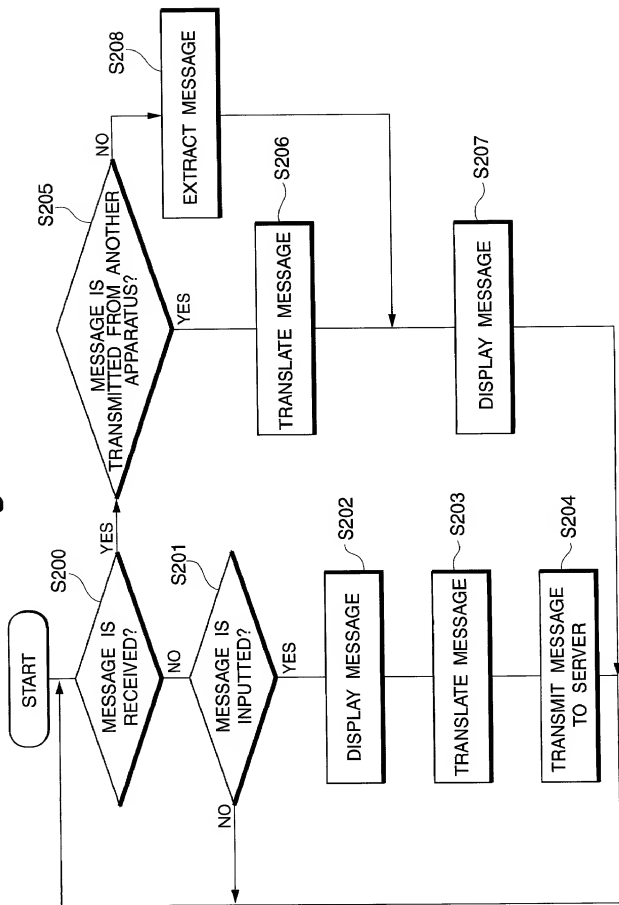 START
S200
MESSAGE IS
RECEIVED?
YES
NO
S201
MESSAGE IS
INPUTTED?
NO
YES
S202
DISPLAY MESSAGE
S203
TRANSLATE MESSAGE
S204
TRANSMIT MESSAGE
TO SERVER
S205
MESSAGE IS
TRANSMITTED FROM ANOTHER
APPARATUS?
NO
YES
S208
EXTRACT MESSAGE
S206
TRANSLATE MESSAGE
S207
DISPLAY MESSAGE